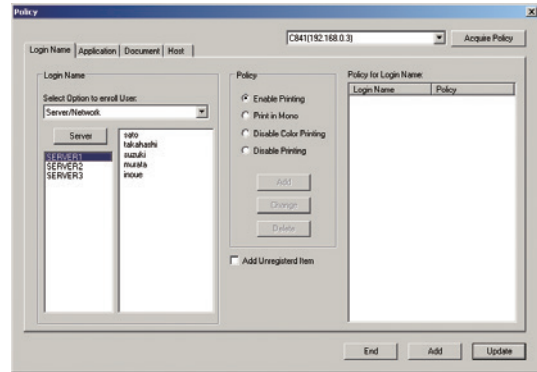 Policy
C841(192.168.0.3)
Acquire Policy
Login Name
Application
Document
Host
Login Name
Select Option to enroll User:
Server/Network
Server
SERVER1
SERVER2
SERVER3
sato
takahashi
suzuki
murata
inoue
Policy
Enable Printing
Print in Mono
Disable Color Printing
Disable Printing
Add
Change
Delete
Add Unregisterd Item
Policy for Login Name:
Login Name
Policy
End
Add
Update